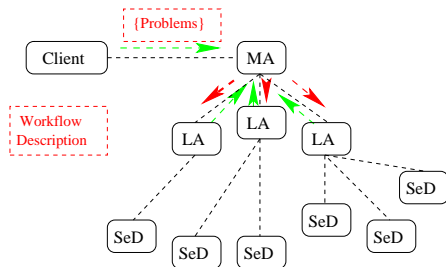 {Problems}
Client
MA
Workflow
Description
LA
LA
LA
SeD
SeD
SeD
SeD
SeD
SeD